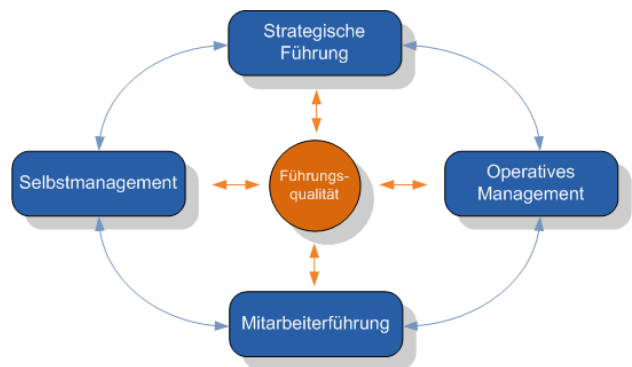 Strategische
Führung
Selbstmanagement
Führungs-
qualität
Operatives
Management
Mitarbeiterführung